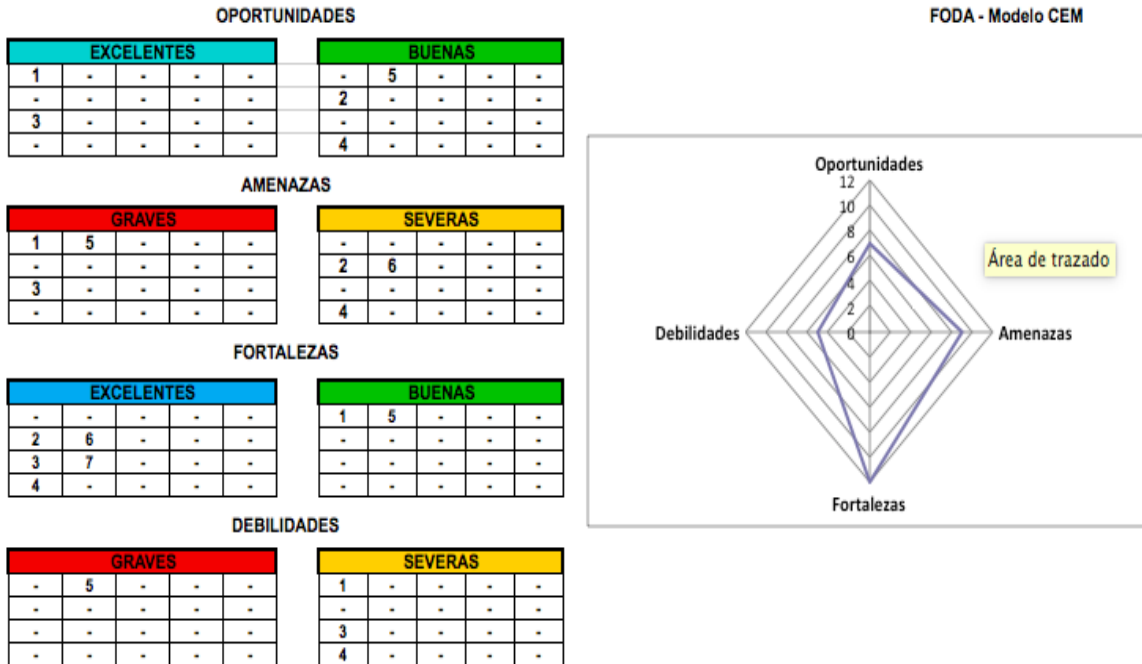 OPORTUNIDADES
EXCELENTES
1 - - - -
- - - - -
3 - - - -
- - - - -
BUENAS
- 5 - - -
2 - - - -
- - - - -
4 - - - -
AMENAZAS
GRAVES
1 5 - - -
- - - - -
3 - - - -
- - - - -
SEVERAS
- - - - -
2 6 - - -
- - - - -
4 - - - -
FORTALEZAS
EXCELENTES
- - - - -
2 6 - - -
3 7 - - -
4 - - - -
BUENAS
1 5 - - -
- - - - -
- - - - -
- - - - -
DEBILIDADES
GRAVES
- 5 - - -
- - - - -
- - - - -
- - - - -
SEVERAS
1 - - - -
- - - - -
3 - - - -
4 - - - -
FODA - Modelo CEM
Oportunidades
12
10
8
6
4
2
0
Área de trazado
Debilidades
Amenazas
Fortalezas